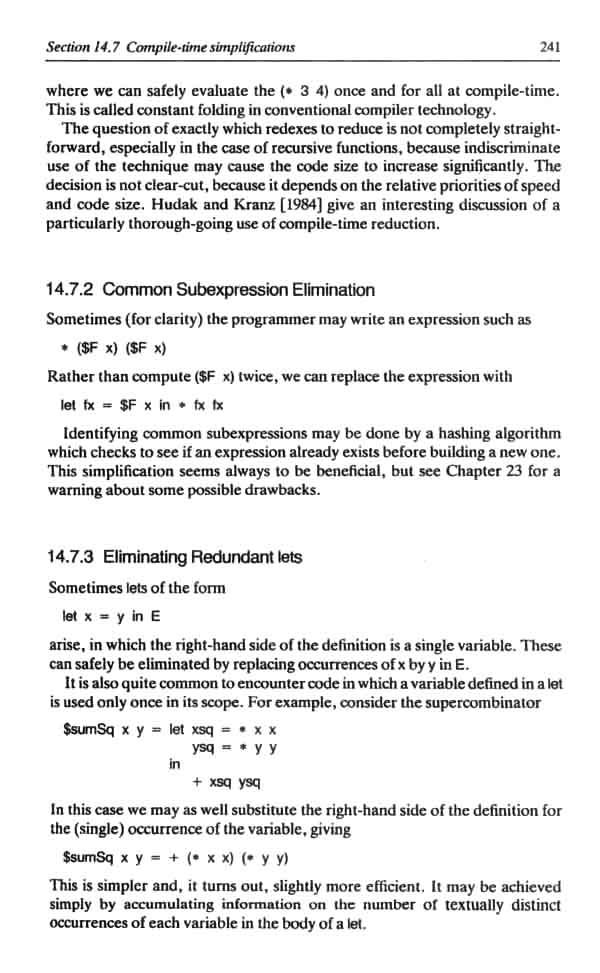 Section 14.7 Compile-time simplifications 241
where we can safely evaluate the (* 3 4) once and for all at compile-time.
This is called constant folding in conventional compiler technology.
The question of exactly which redexes to reduce is not completely straight-
forward, especially in the case of recursive functions, because indiscriminate
use of the technique may cause the code size to increase significantly. The
decision is not clear-cut, because it depends on the relative priorities of speed
and code size. Hudak and Kranz [1984] give an interesting discussion of a
particularly thorough-going use of compile-time reduction.
14.7.2 Common Subexpression Elimination
Sometimes (for clarity) the programmer may write an expression such as
* ($F x) ($F x)
Rather than compute ($F x) twice, we can replace the expression with
let fx = $F x in * fx fx
Identifying common subexpressions may be done by a hashing algorithm
which checks to see if an expression already exists before building a new one.
This simplification seems always to be beneficial, but see Chapter 23 for a
warning about some possible drawbacks.
14.7.3 Eliminating Redundant lets
Sometimes lets of the form
let x = y in E
arise, in which the right-hand side of the definition is a single variable. These
can safely be eliminated by replacing occurrences of x by y in E.
It is also quite common to encounter code in which a variable defined in a let
is used only once in its scope. For example, consider the supercombinator
$sumSq x y = let xsq = * x x
ysq = * y y
in
+ xsq ysq
In this case we may as well substitute the right-hand side of the definition for
the (single) occurrence of the variable, giving
$sumSq x y = + (* x x) (* y y)
This is simpler and, it turns out, slightly more efficient. It may be achieved
simply by accumulating information on the number of textually distinct
occurrences of each variable in the body of a let.